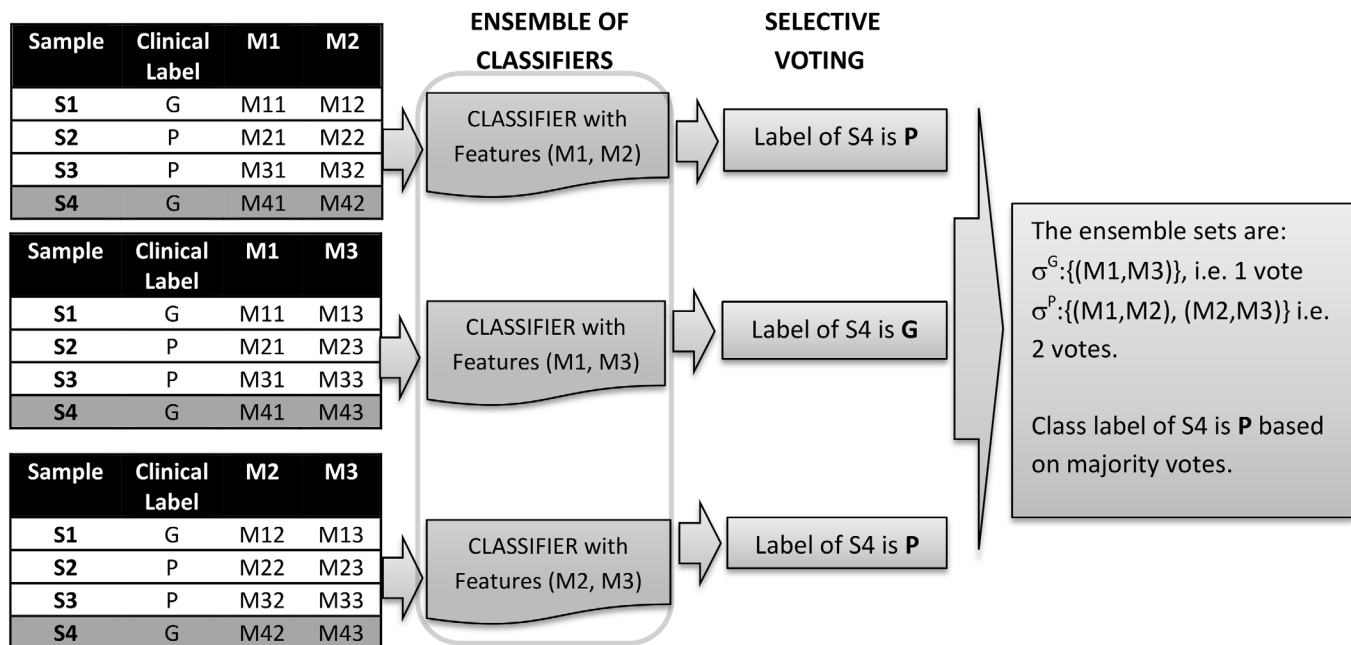 ENSEMBLE OF
CLASSIFIERS
SELECTIVE
VOTING
Sample Clinical Label M1 M2
S1 G M11 M12
S2 P M21 M22
S3 P M31 M32
S4 G M41 M42
CLASSIFIER with
Features (M1, M2)
Label of S4 is P
Sample Clinical Label M1 M3
S1 G M11 M13
S2 P M21 M23
S3 P M31 M33
S4 G M41 M43
CLASSIFIER with
Features (M1, M3)
Label of S4 is G
Sample Clinical Label M2 M3
S1 G M12 M13
S2 P M22 M23
S3 P M32 M33
S4 G M42 M43
CLASSIFIER with
Features (M2, M3)
Label of S4 is P
The ensemble sets are:
σᴳ:{(M1,M3)}, i.e. 1 vote
σᴾ:{(M1,M2), (M2,M3)} i.e.
2 votes.
Class label of S4 is P based
on majority votes.